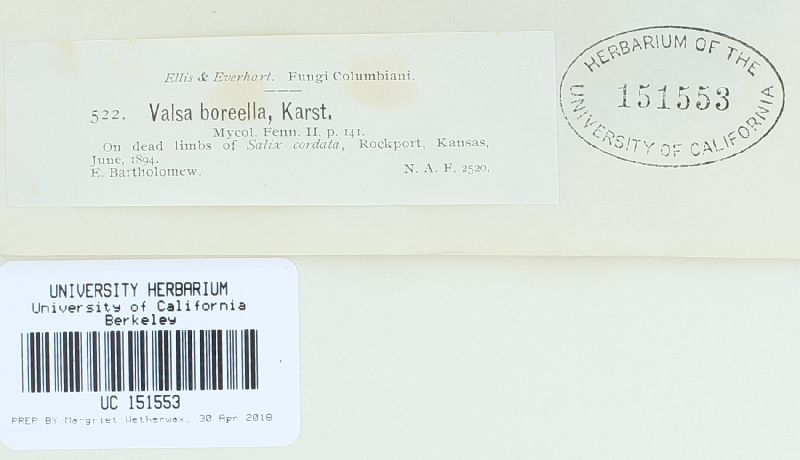 Ellis & Everhart. Fungi Columbiani.
522. Valsa boreella, Karst.
Mycol. Fenn. II, p. 141.
On dead limbs of Salix cordata, Rockport, Kansas,
June, 1894.
E. Bartholomew. N. A. F. 2520.
HERBARIUM OF THE
151553
UNIVERSITY OF CALIFORNIA
UNIVERSITY HERBARIUM
University of California
Berkeley
UC 151553
PREP BY Margriet Wetherwax, 30 Apr 2018